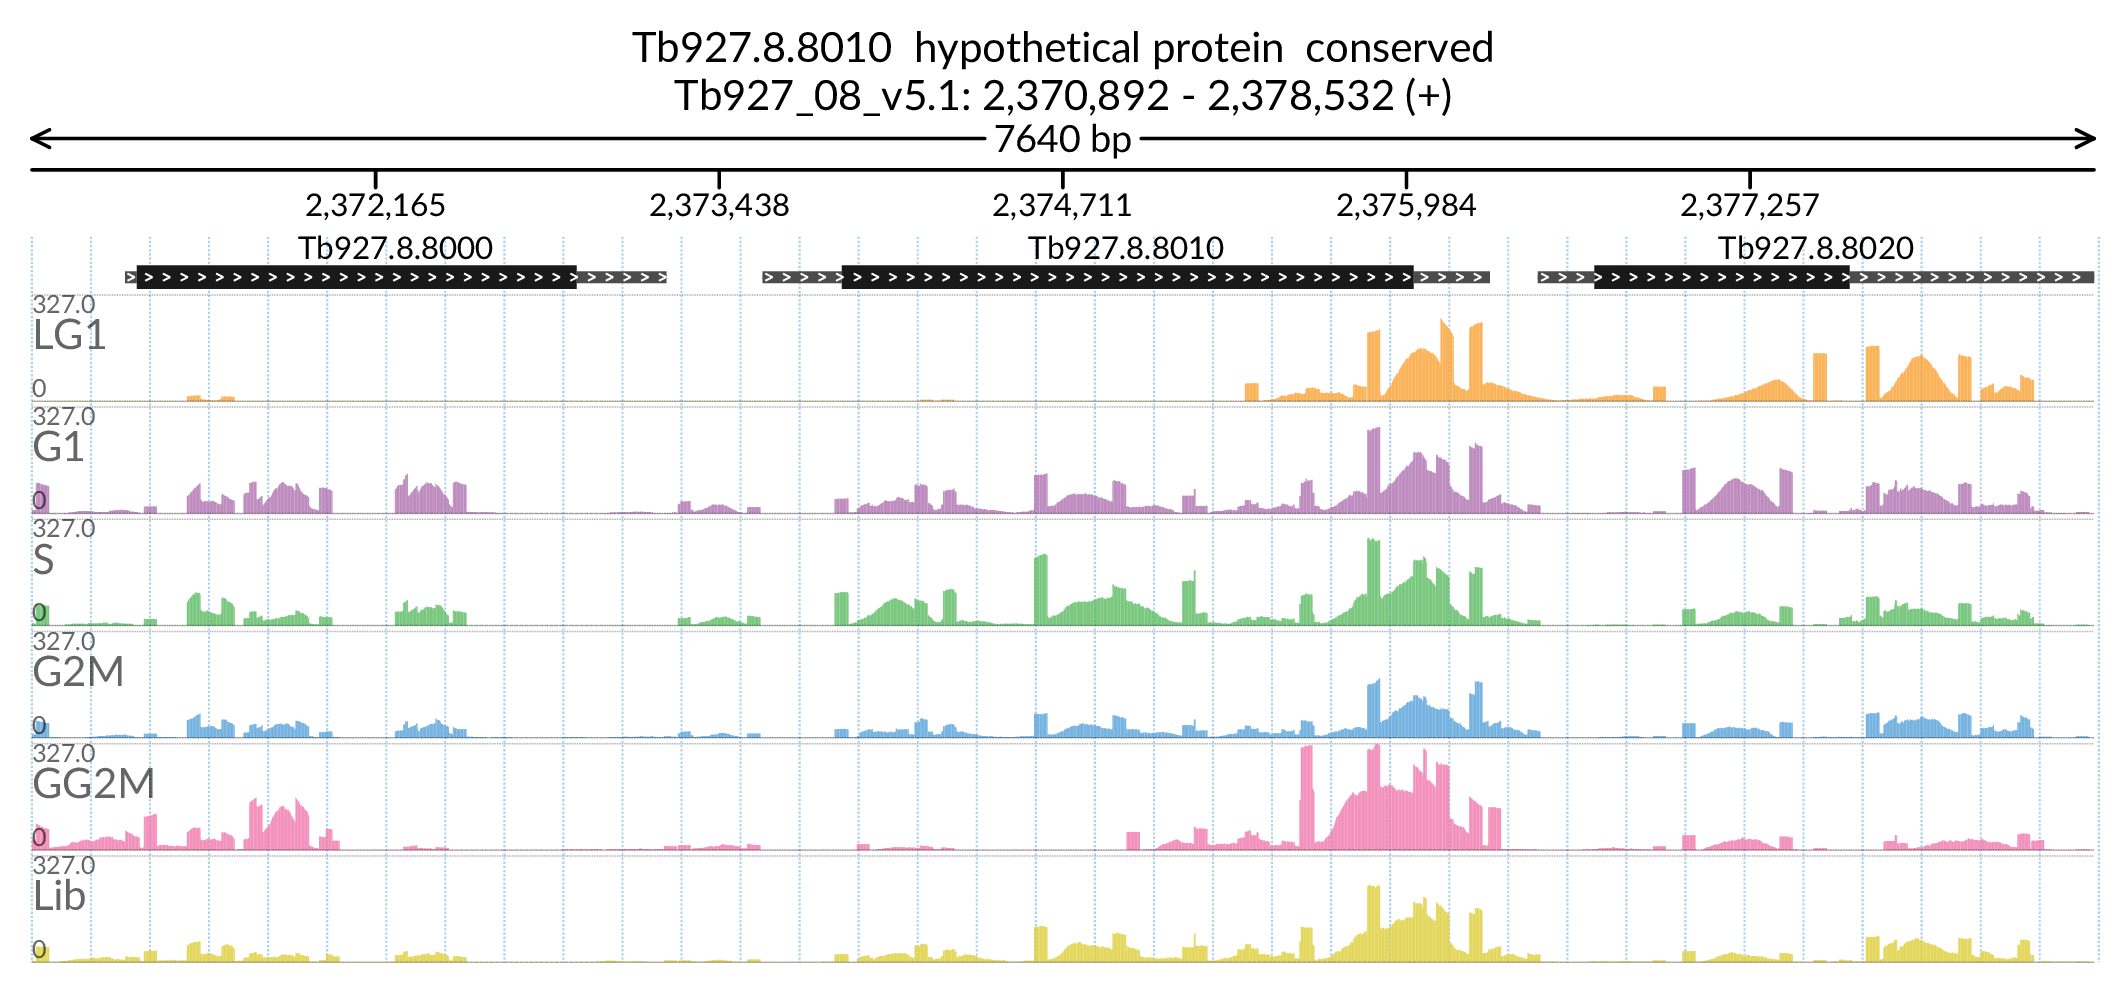 Tb927.8.8010 hypothetical protein conserved
Tb927_08_v5.1: 2,370,892 - 2,378,532 (+)
7640 bp
2,372,165 2,373,438 2,374,711 2,375,984 2,377,257
Tb927.8.8000 Tb927.8.8010 Tb927.8.8020
327.0
LG1
0
327.0
G1
0
327.0
S
0
327.0
G2M
0
327.0
GG2M
0
327.0
Lib
0